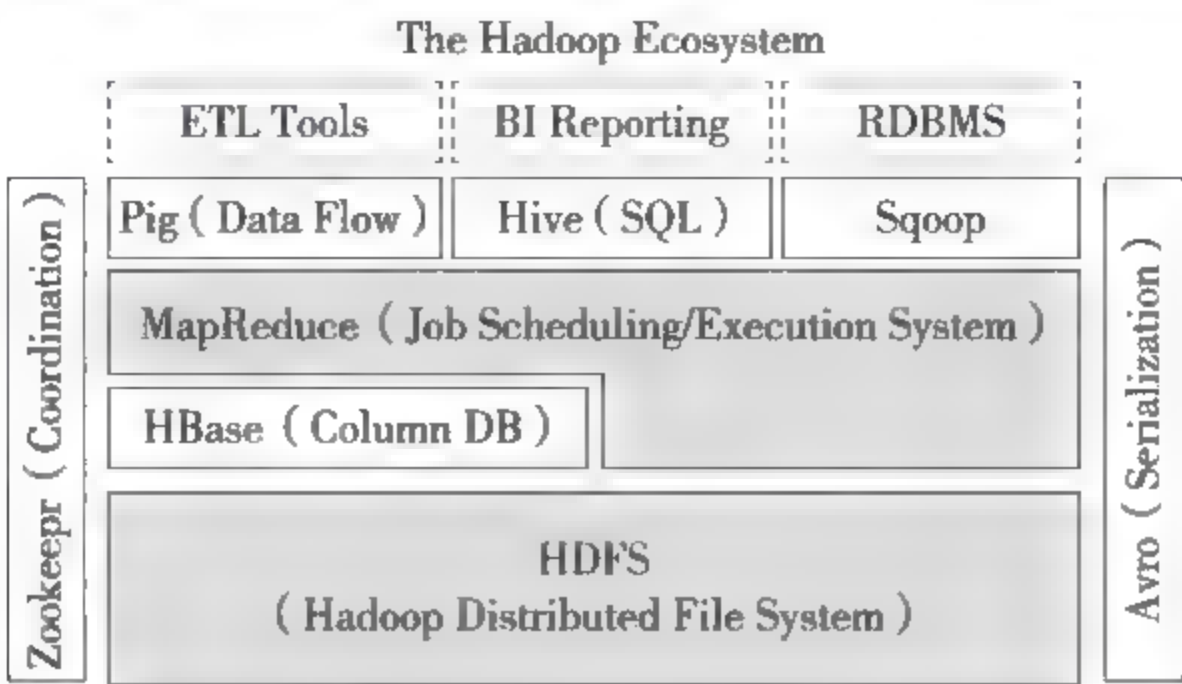 The Hadoop Ecosystem
ETL Tools
BI Reporting
RDBMS
Zookeepr ( Coordination )
Pig ( Data Flow )
Hive ( SQL )
Sqoop
Avro ( Serialization )
MapReduce ( Job Scheduling/Execution System )
HBase ( Column DB )
HDFS
( Hadoop Distributed File System )